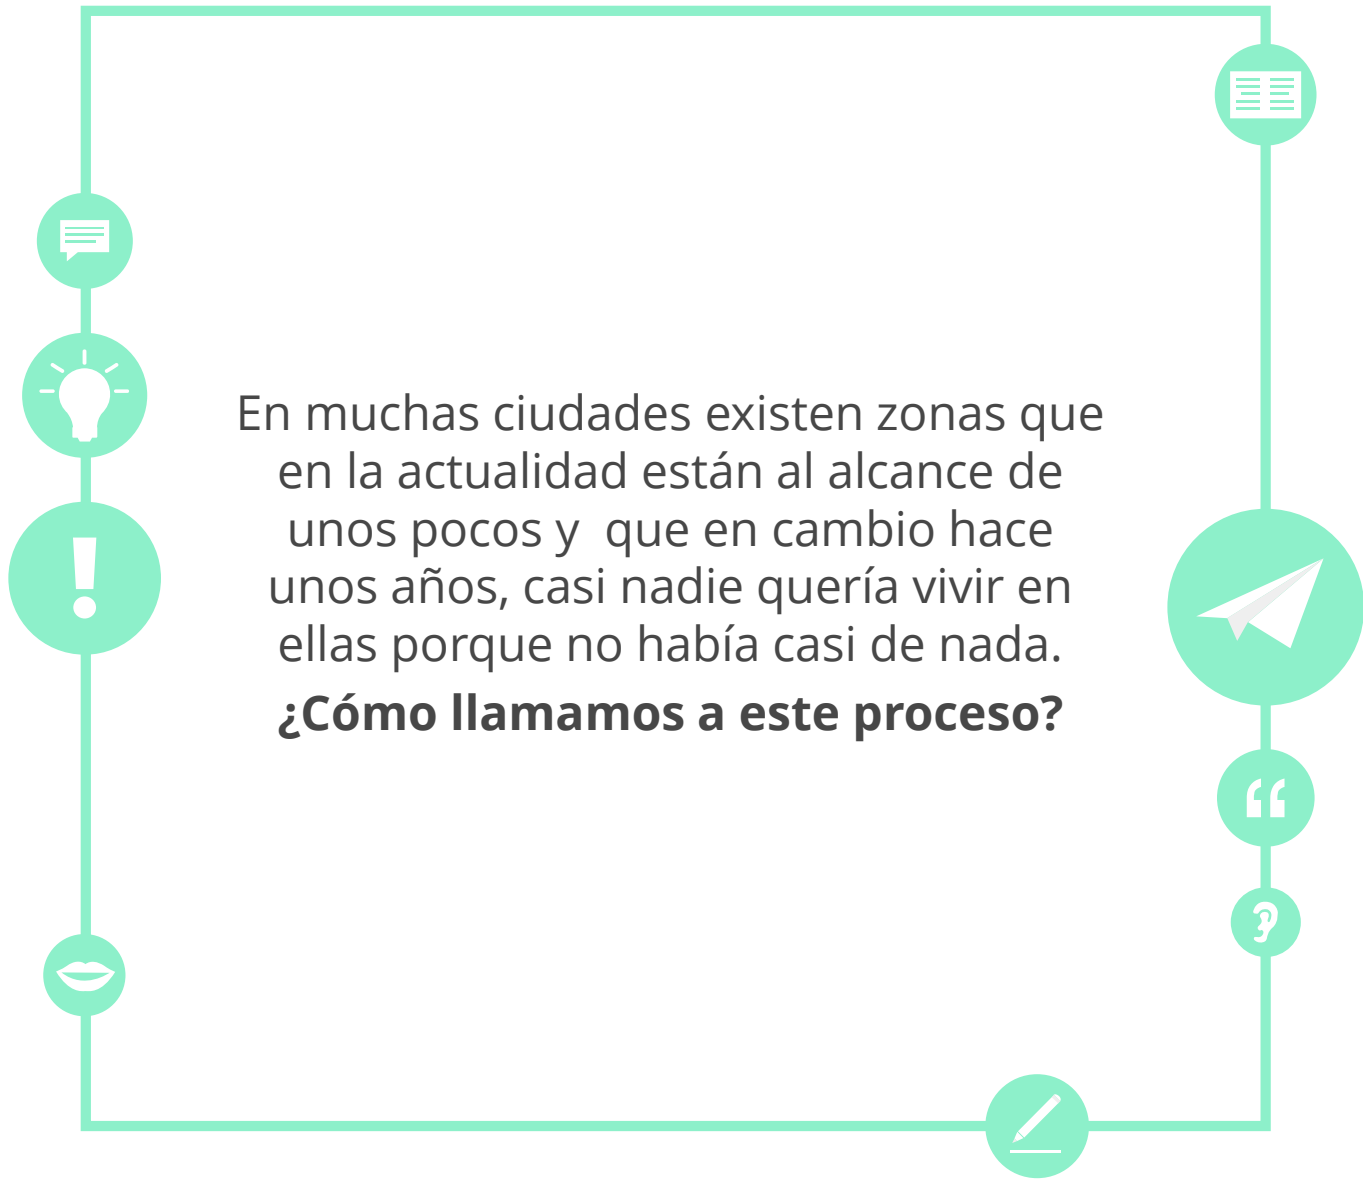 En muchas ciudades existen zonas que
en la actualidad están al alcance de
unos pocos y  que en cambio hace
unos años, casi nadie quería vivir en
ellas porque no había casi de nada.
¿Cómo llamamos a este proceso?